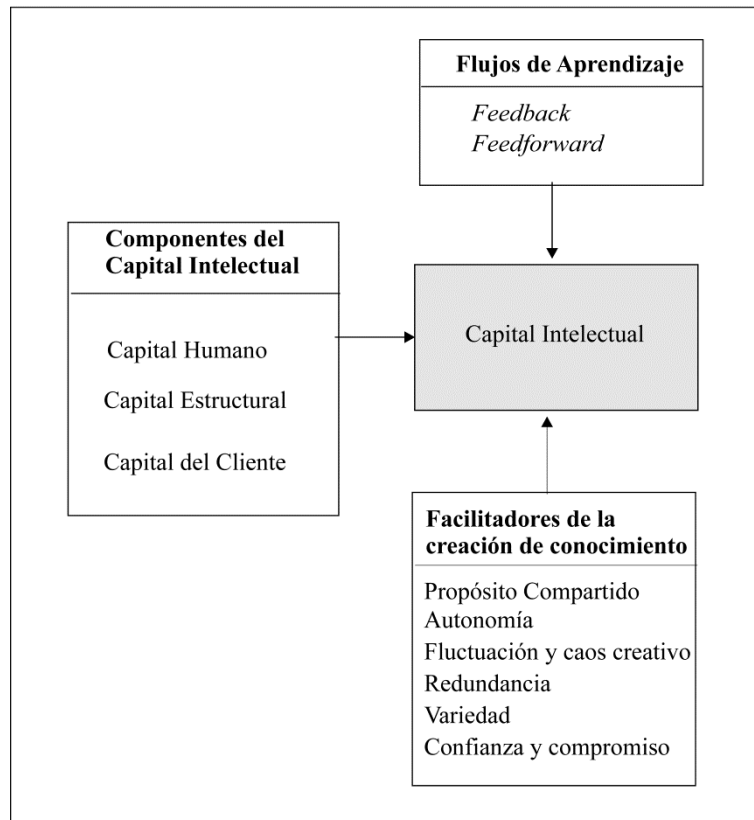 Flujos de Aprendizaje
Feedback
Feedforward
Componentes del
Capital Intelectual
Capital Humano
Capital Estructural
Capital del Cliente
Capital Intelectual
Facilitadores de la
creación de conocimiento
Propósito Compartido
Autonomía
Fluctuación y caos creativo
Redundancia
Variedad
Confianza y compromiso